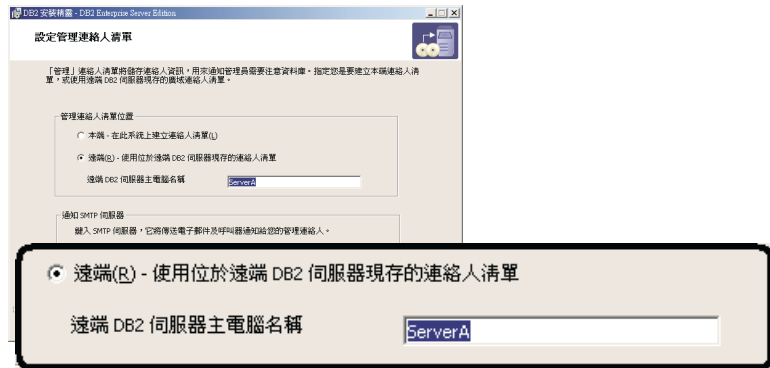 DB2 安裝精靈 - DB2 Enterprise Server Edition
設定管理連絡人清單
「管理」連絡人清單將儲存連絡人資訊，用來通知管理員需要注意資料庫。指定您是要建立本端連絡人清
單，或使用遠端 DB2 伺服器現存的廣域連絡人清單。
管理連絡人清單位置
本端 - 在此系統上建立連絡人清單(L)
遠端(R) - 使用位於遠端 DB2 伺服器現存的連絡人清單
遠端 DB2 伺服器主電腦名稱 ServerA
通知 SMTP 伺服器
鍵入 SMTP 伺服器，它將傳送電子郵件及呼叫器通知給您的管理連絡人。
遠端(R) - 使用位於遠端 DB2 伺服器現存的連絡人清單
遠端 DB2 伺服器主電腦名稱 ServerA